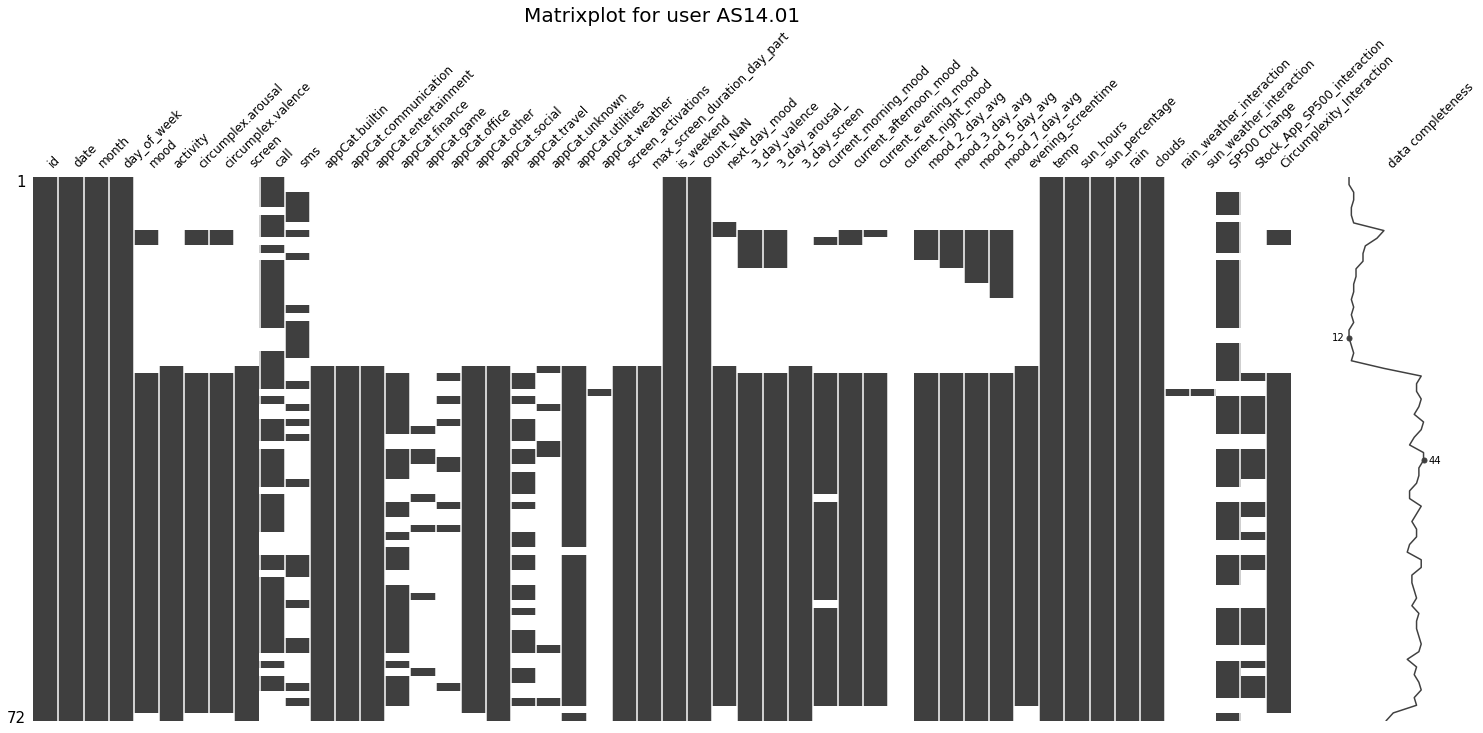 Matrixplot for user AS14.01
id
date
month
day_of_week
mood
activity
circumplex.arousal
circumplex.valence
screen
call
sms
appCat.builtin
appCat.communication
appCat.entertainment
appCat.finance
appCat.game
appCat.office
appCat.other
appCat.social
appCat.travel
appCat.unknown
appCat.utilities
appCat.weather
screen_activations
max_screen_duration_day_part
is_weekend
count_NaN
next_day_mood
3_day_valence
3_day_arousal_
3_day_screen
current_morning_mood
current_afternoon_mood
current_evening_mood
current_night_mood
mood_2_day_avg
mood_3_day_avg
mood_5_day_avg
mood_7_day_avg
evening_screentime
temp
sun_hours
sun_percentage
rain
clouds
rain_weather_interaction
sun_weather_interaction
SP500 Change
Stock_App_SP500_interaction
Circumplexity_Interaction
data completeness
1
12
44
72